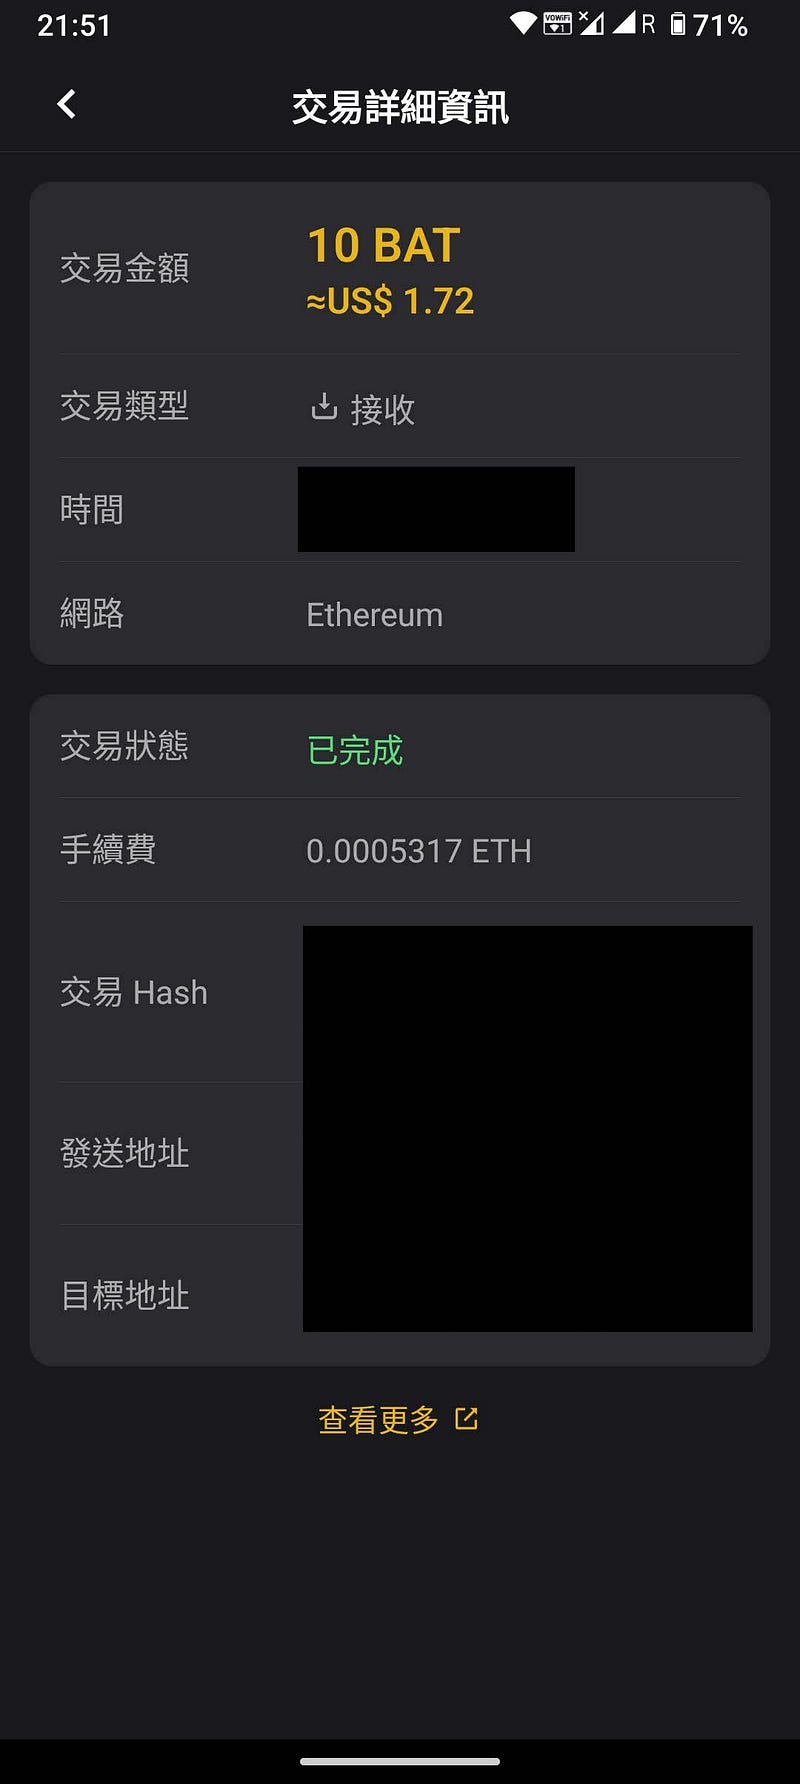 21:51
VoWiFi 1 R 71%
交易詳細資訊
交易金額
10 BAT
≈US$ 1.72
交易類型
接收
時間
網路
Ethereum
交易狀態
已完成
手續費
0.0005317 ETH
交易 Hash
發送地址
目標地址
查看更多